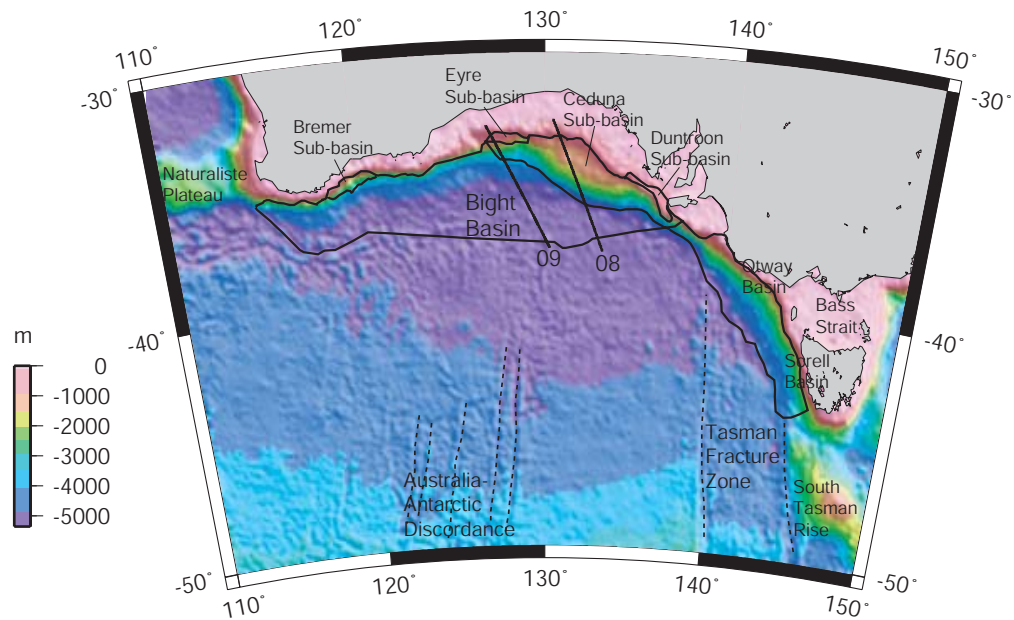 110°
120°
130°
140°
150°
-30°
-30°
Eyre
Sub-basin
Ceduna
Sub-basin
Bremer
Sub-basin
Duntroon
Sub-basin
Naturaliste
Plateau
Bight
Basin
09
08
Otway
Basin
Bass
Strait
-40°
-40°
Sorell
Basin
m
0
-1000
-2000
-3000
-4000
-5000
Tasman
Fracture
Zone
Australia-
Antarctic
Discordance
South
Tasman
Rise
-50°
-50°
110°
120°
130°
140°
150°